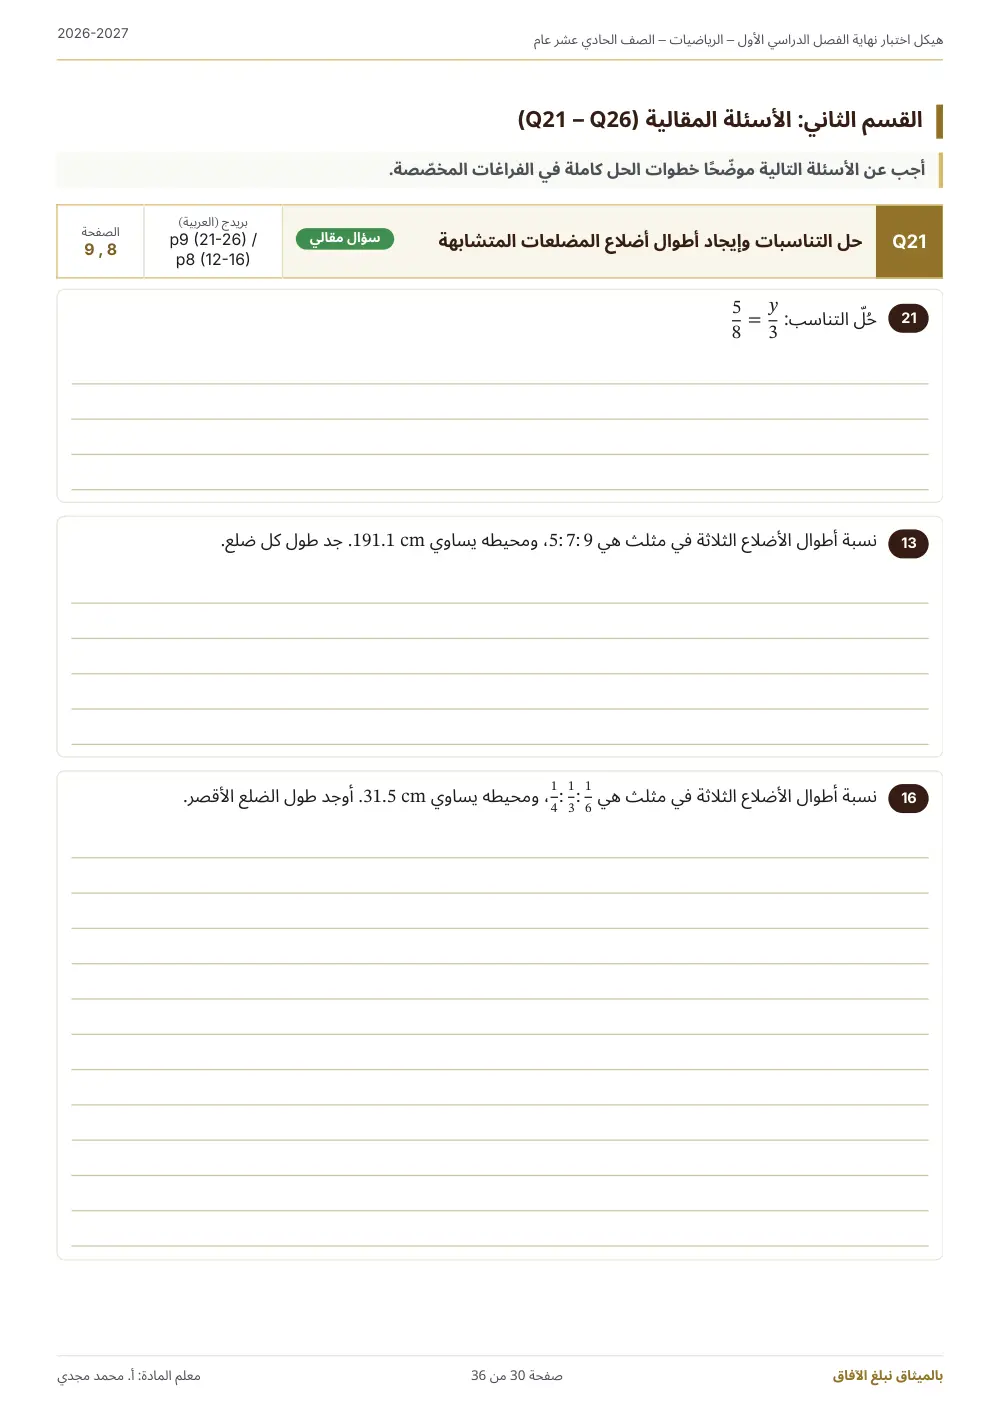 هيكل اختبار نهاية الفصل الدراسي الأول – الرياضيات – الصف الحادي عشر عام
2026-2027
القسم الثاني: الأسئلة المقالية (Q21 – Q26)
أجب عن الأسئلة التالية موضّحًا خطوات الحل كاملة في الفراغات المخصّصة.
Q21
حل التناسبات وإيجاد أطوال أضلاع المضلعات المتشابهة
سؤال مقالي
بريدج (العربية)
p9 (21-26) /
p8 (12-16)
الصفحة
9 , 8
21 حُلّ التناسب: 5/8 = y/3
13 نسبة أطوال الأضلاع الثلاثة في مثلث هي 5: 7: 9، ومحيطه يساوي 191.1 cm. جد طول كل ضلع.
16 نسبة أطوال الأضلاع الثلاثة في مثلث هي 1/4: 1/3: 1/6، ومحيطه يساوي 31.5 cm. أوجد طول الضلع الأقصر.
بالميثاق نبلغ الآفاق
صفحة 30 من 36
معلم المادة: أ. محمد مجدي